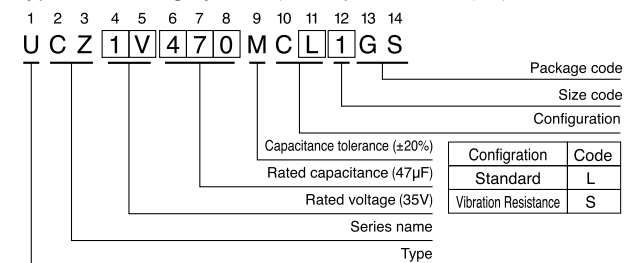 1 2 3 4 5 6 7 8 9 10 11 12 13 14
U C Z 1 V 4 7 0 M C L 1 G S
Package code
Size code
Configuration
Capacitance tolerance (±20%)
Rated capacitance (47µF)
Rated voltage (35V)
Series name
Type
Configration Code
Standard L
Vibration Resistance S